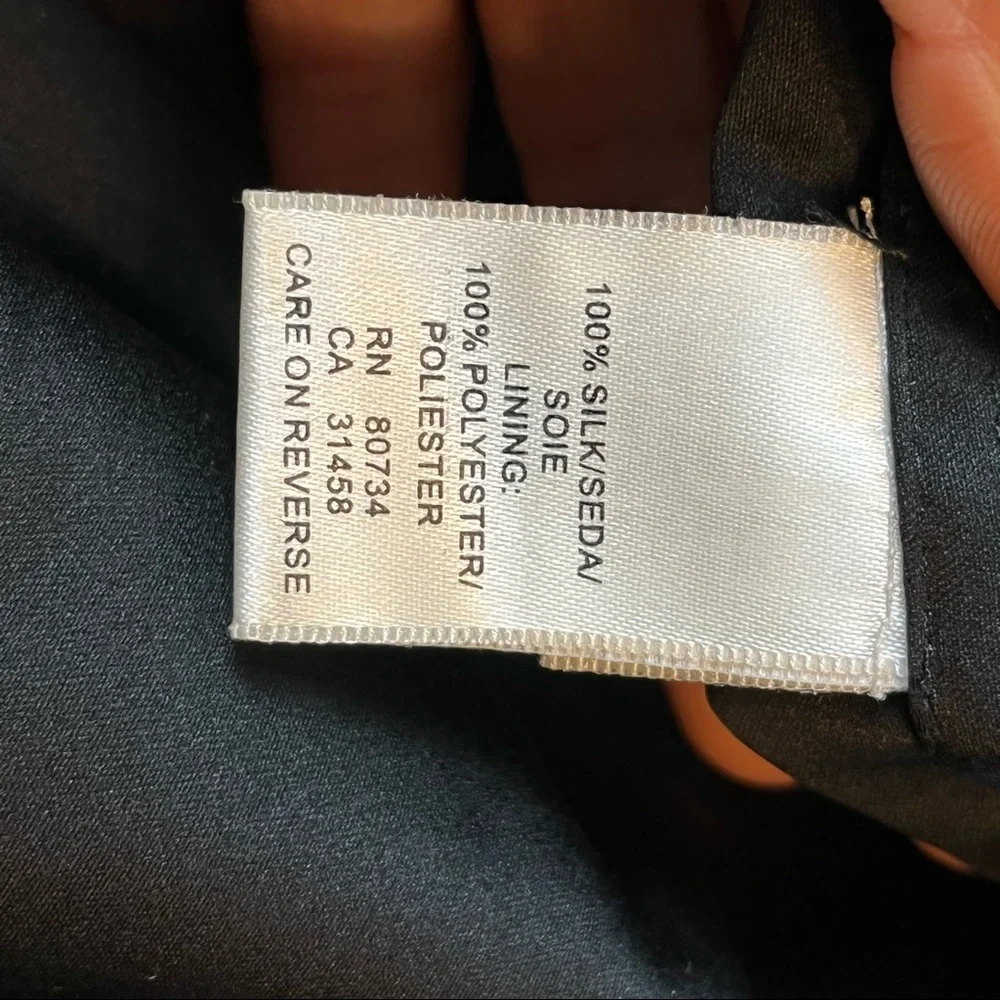 100% SILK/SEDA/
SOIE
LINING:
100% POLYESTER/
POLIESTER
RN 80734
CA 31458
CARE ON REVERSE